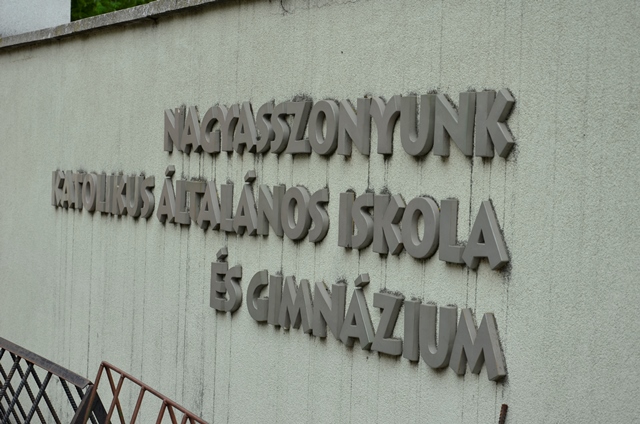 NAGYASSZONYUNK
KATOLIKUS ÁLTALÁNOS ISKOLA
ÉS GIMNÁZIUM